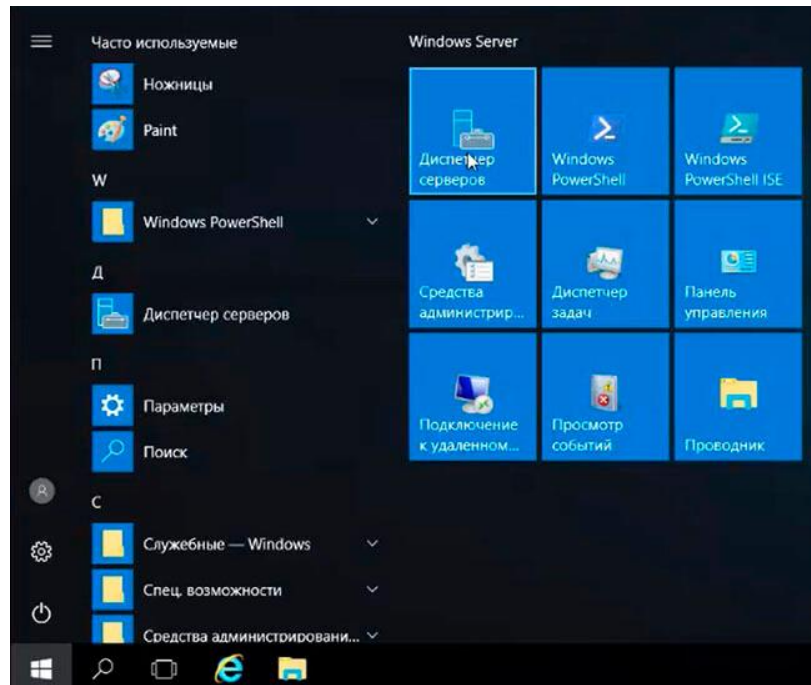 Часто используемые
Ножницы
Paint
W
Windows PowerShell
Д
Диспетчер серверов
П
Параметры
Поиск
С
Служебные — Windows
Спец. возможности
Средства администрировани...
Windows Server
Диспетчер
серверов
Windows
PowerShell
Windows
PowerShell ISE
Средства
администрир...
Диспетчер
задач
Панель
управления
Подключение
к удаленном...
Просмотр
событий
Проводник